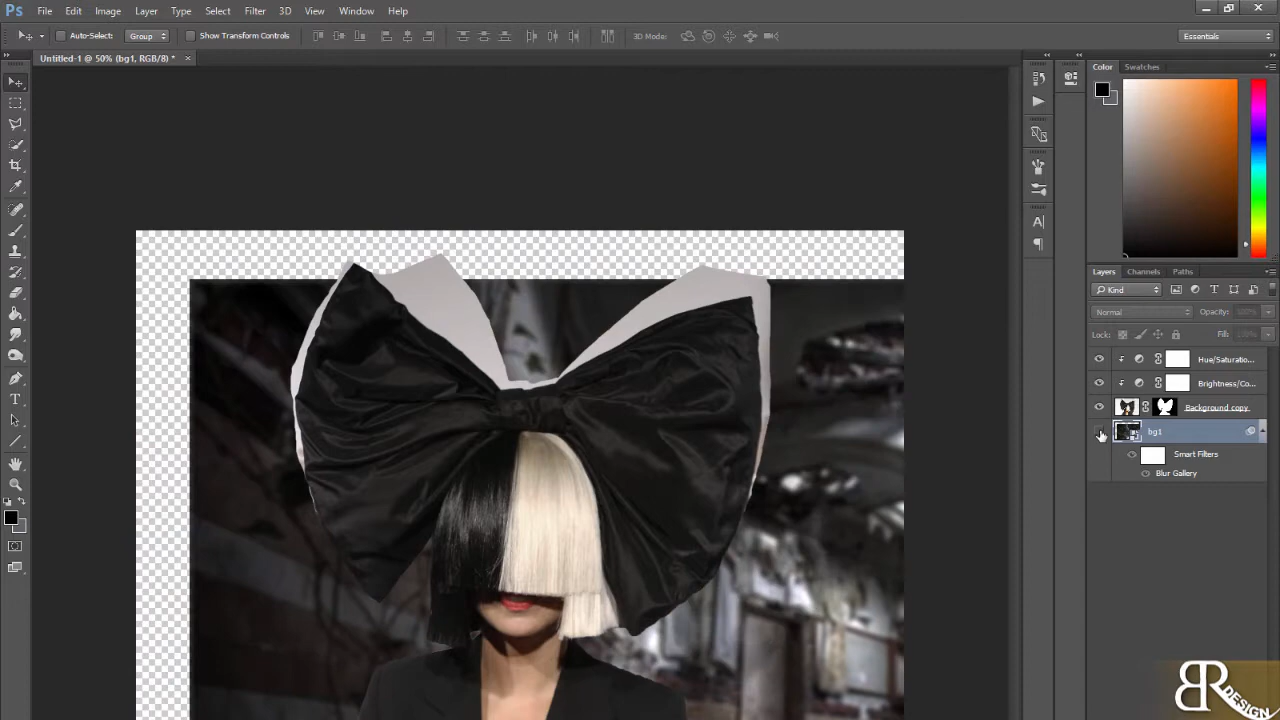 Ps File Edit Image Layer Type Select Filter 3D View Window Help
Auto-Select: Group Show Transform Controls 3D Mode: Essentials
Untitled-1 @ 50% (bg1, RGB/8) * ×
Color Swatches
Layers Channels Paths
Kind
Normal Opacity: 100%
Lock: Fill: 100%
Hue/Saturatio...
Brightness/Co...
Background copy
bg1
Smart Filters
Blur Gallery
BR DESIGN